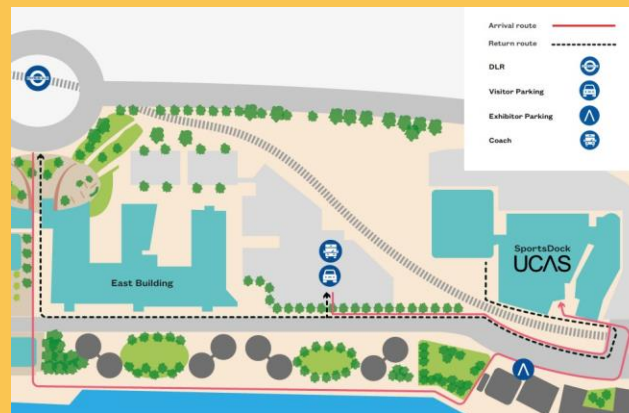 Arrival route
Return route
DLR
Visitor Parking
Exhibitor Parking
Coach
SportsDock
UCAS
East Building